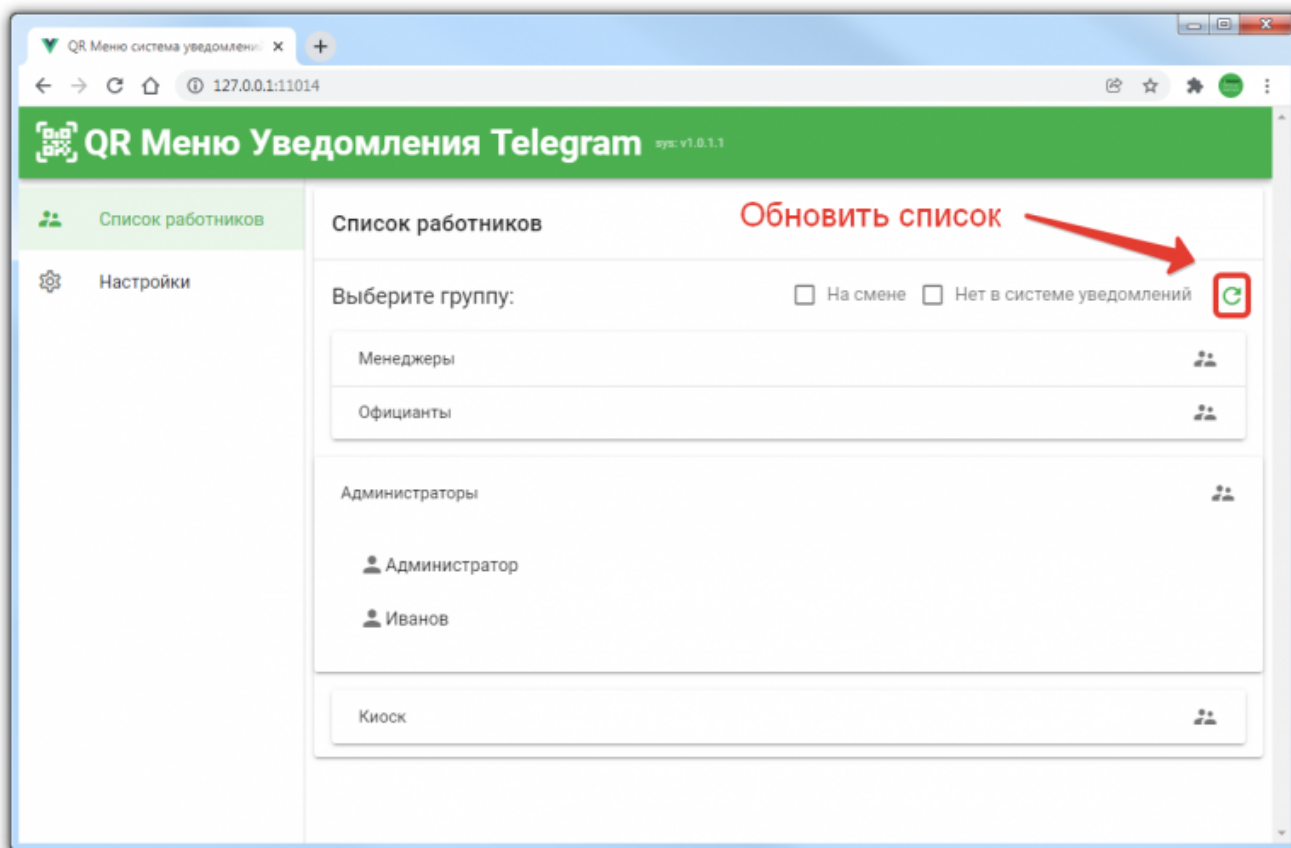 QR Меню система уведомлени
127.0.0.1:11014
QR Меню Уведомления Telegram sys: v1.0.1.1
Список работников
Настройки
Список работников
Обновить список
Выберите группу:
На смене
Нет в системе уведомлений
Менеджеры
Официанты
Администраторы
Администратор
Иванов
Киоск